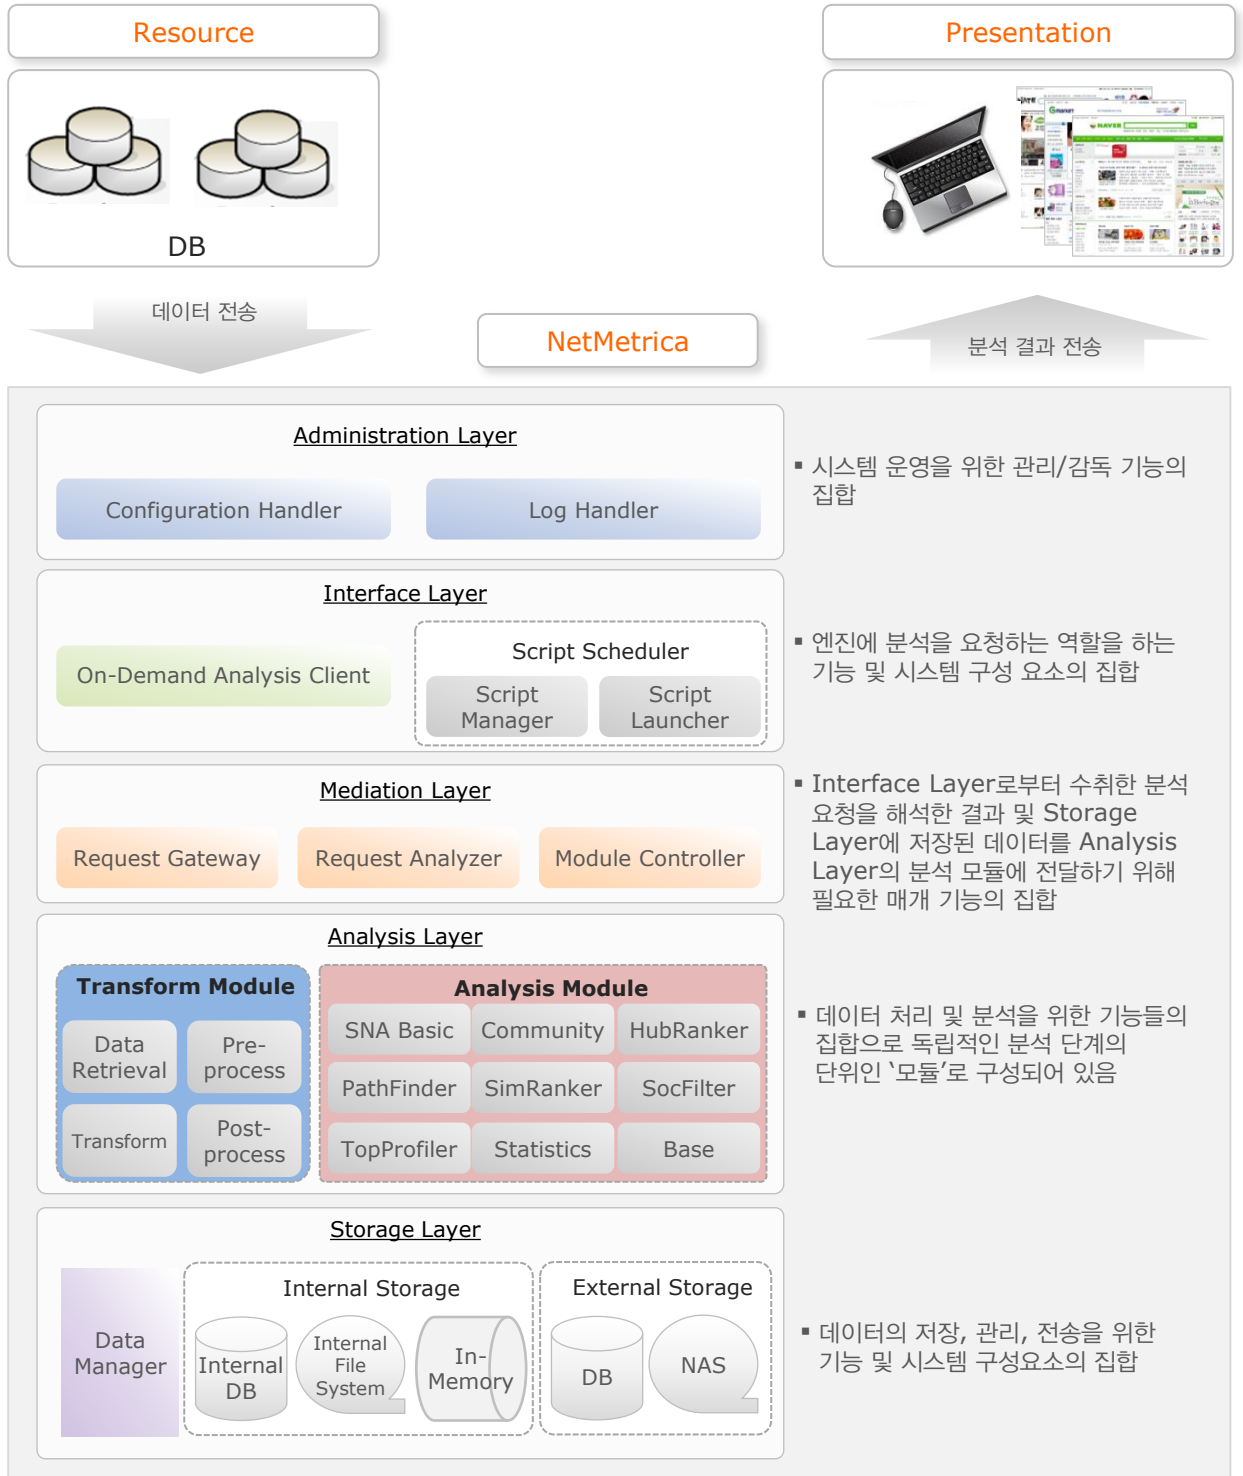 Resource
Presentation
Gmarket
NAVER
DB
데이터 전송
NetMetrica
분석 결과 전송
Administration Layer
Configuration Handler
Log Handler
▪ 시스템 운영을 위한 관리/감독 기능의
집합
Interface Layer
On-Demand Analysis Client
Script Scheduler
Script
Manager
Script
Launcher
▪ 엔진에 분석을 요청하는 역할을 하는
기능 및 시스템 구성 요소의 집합
Mediation Layer
Request Gateway
Request Analyzer
Module Controller
▪ Interface Layer로부터 수취한 분석
요청을 해석한 결과 및 Storage
Layer에 저장된 데이터를 Analysis
Layer의 분석 모듈에 전달하기 위해
필요한 매개 기능의 집합
Analysis Layer
Transform Module
Data
Retrieval
Pre-
process
Transform
Post-
process
Analysis Module
SNA Basic
Community
HubRanker
PathFinder
SimRanker
SocFilter
TopProfiler
Statistics
Base
▪ 데이터 처리 및 분석을 위한 기능들의
집합으로 독립적인 분석 단계의
단위인 ‘모듈’로 구성되어 있음
Storage Layer
Data
Manager
Internal Storage
Internal
DB
Internal
File
System
In-
Memory
External Storage
DB
NAS
▪ 데이터의 저장, 관리, 전송을 위한
기능 및 시스템 구성요소의 집합